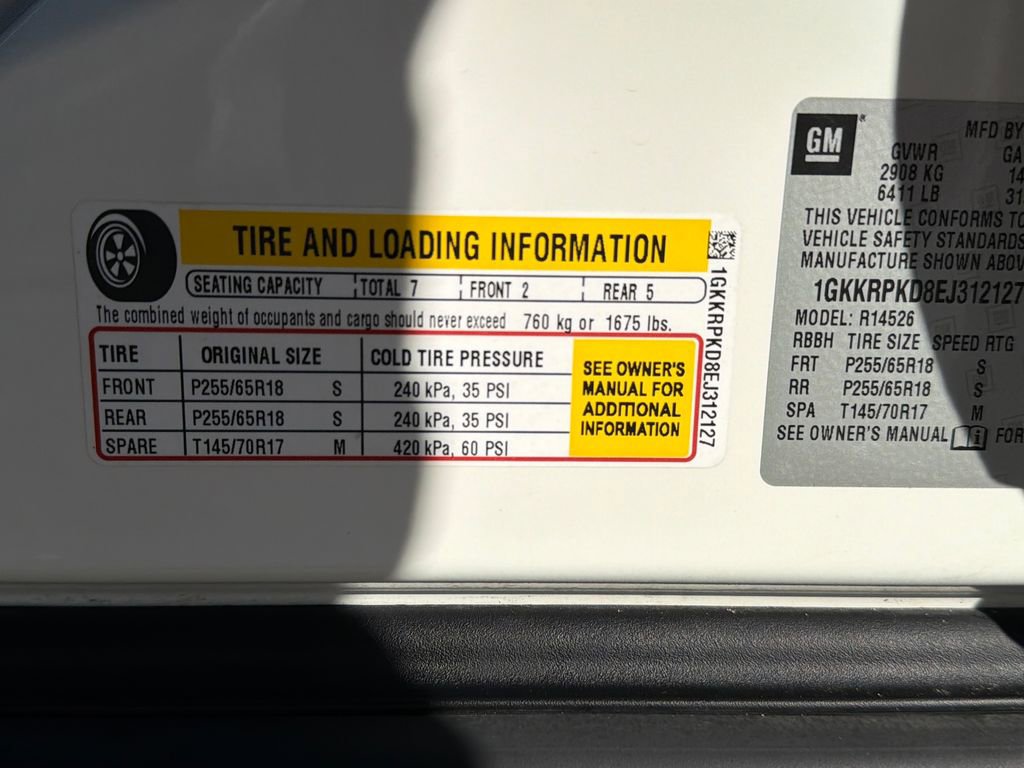 TIRE AND LOADING INFORMATION
SEATING CAPACITY TOTAL 7 FRONT 2 REAR 5
The combined weight of occupants and cargo should never exceed 760 kg or 1675 lbs.
TIRE ORIGINAL SIZE COLD TIRE PRESSURE
FRONT P255/65R18 S 240 kPa, 35 PSI
REAR P255/65R18 S 240 kPa, 35 PSI
SPARE T145/70R17 M 420 kPa, 60 PSI
SEE OWNER'S
MANUAL FOR
ADDITIONAL
INFORMATION
1GKKRPKD8EJ312127
GM
MFD BY
GVWR GA
2908 KG 14
6411 LB 31
THIS VEHICLE CONFORMS TO
VEHICLE SAFETY STANDARDS
MANUFACTURE SHOWN ABOV
1GKKRPKD8EJ312127
MODEL: R14526
RBBH TIRE SIZE SPEED RTG
FRT P255/65R18 S
RR P255/65R18 S
SPA T145/70R17 M
SEE OWNER'S MANUAL FOR